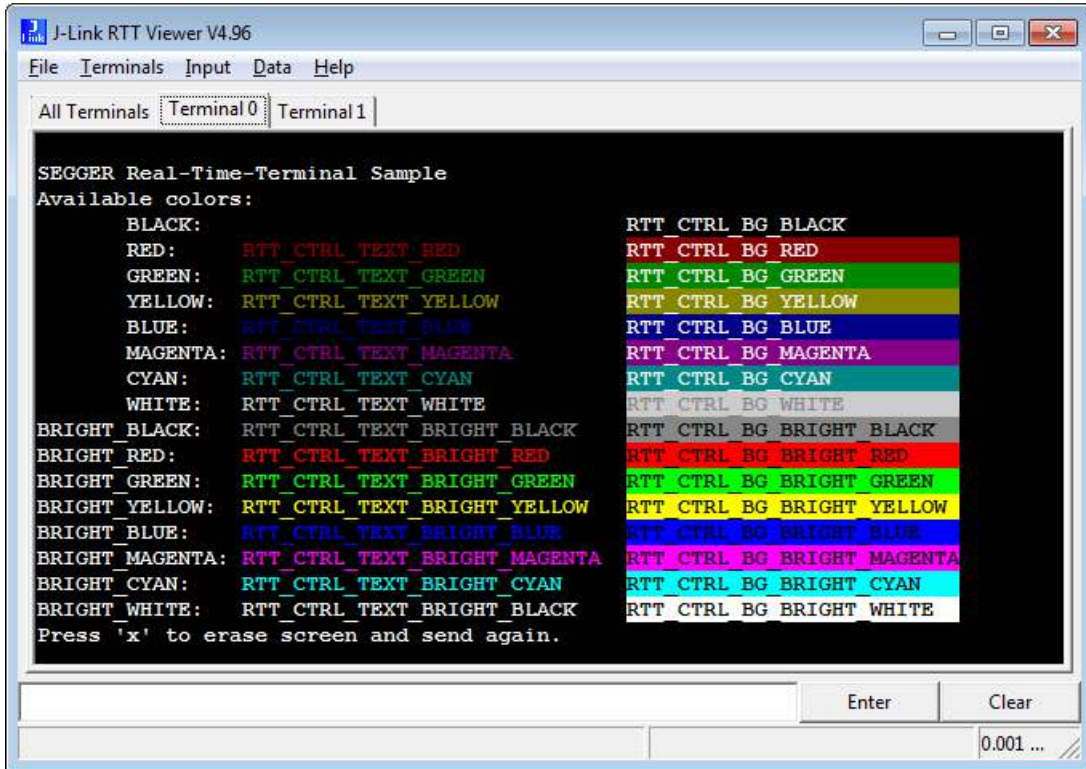 J-Link RTT Viewer V4.96
File Terminals Input Data Help
All Terminals Terminal 0 Terminal 1
SEGGER Real-Time-Terminal Sample
Available colors:
BLACK: RTT_CTRL_BG_BLACK
RED: RTT_CTRL_TEXT_RED RTT_CTRL_BG_RED
GREEN: RTT_CTRL_TEXT_GREEN RTT_CTRL_BG_GREEN
YELLOW: RTT_CTRL_TEXT_YELLOW RTT_CTRL_BG_YELLOW
BLUE: RTT_CTRL_TEXT_BLUE RTT_CTRL_BG_BLUE
MAGENTA: RTT_CTRL_TEXT_MAGENTA RTT_CTRL_BG_MAGENTA
CYAN: RTT_CTRL_TEXT_CYAN RTT_CTRL_BG_CYAN
WHITE: RTT_CTRL_TEXT_WHITE RTT_CTRL_BG_WHITE
BRIGHT_BLACK: RTT_CTRL_TEXT_BRIGHT_BLACK RTT_CTRL_BG_BRIGHT_BLACK
BRIGHT_RED: RTT_CTRL_TEXT_BRIGHT_RED RTT_CTRL_BG_BRIGHT_RED
BRIGHT_GREEN: RTT_CTRL_TEXT_BRIGHT_GREEN RTT_CTRL_BG_BRIGHT_GREEN
BRIGHT_YELLOW: RTT_CTRL_TEXT_BRIGHT_YELLOW RTT_CTRL_BG_BRIGHT_YELLOW
BRIGHT_BLUE: RTT_CTRL_TEXT_BRIGHT_BLUE RTT_CTRL_BG_BRIGHT_BLUE
BRIGHT_MAGENTA: RTT_CTRL_TEXT_BRIGHT_MAGENTA RTT_CTRL_BG_BRIGHT_MAGENTA
BRIGHT_CYAN: RTT_CTRL_TEXT_BRIGHT_CYAN RTT_CTRL_BG_BRIGHT_CYAN
BRIGHT_WHITE: RTT_CTRL_TEXT_BRIGHT_BLACK RTT_CTRL_BG_BRIGHT_WHITE
Press 'x' to erase screen and send again.
Enter Clear
0.001 ...